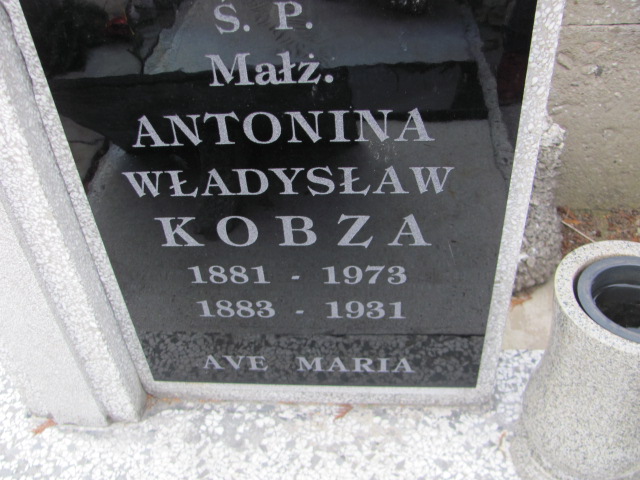 Ś. P.
Małż.
ANTONINA
WŁADYSŁAW
KOBZA
1881 - 1973
1883 - 1931
AVE MARIA